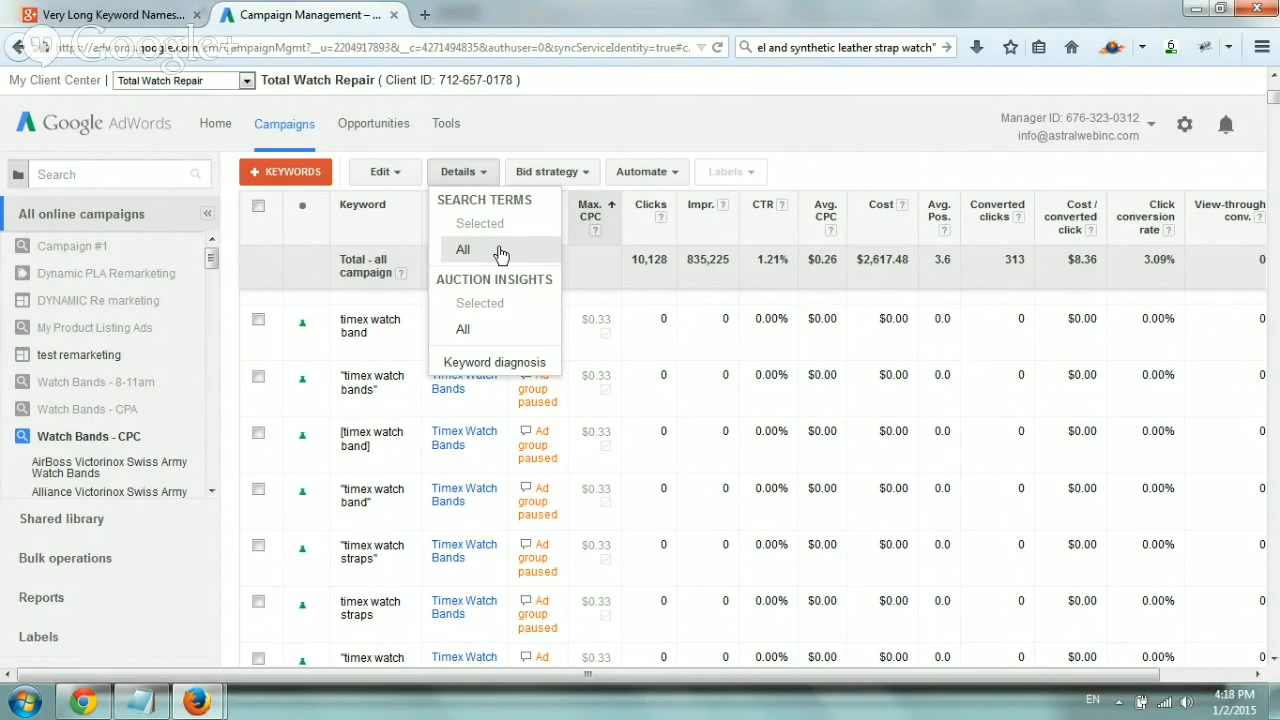 Very Long Keyword Names...
Campaign Management – ...
Google+
https://adwords.google.com/cm/CampaignMgmt?__u=2204917893&__c=4271494835&authuser=0&syncServiceIdentity=true#c.
el and synthetic leather strap watch"
My Client Center | Total Watch Repair Total Watch Repair ( Client ID: 712-657-0178 )
Google AdWords
Home Campaigns Opportunities Tools
Manager ID: 676-323-0312
info@astralwebinc.com
Search
+ KEYWORDS Edit Details Bid strategy Automate Labels
SEARCH TERMS
Selected
All
AUCTION INSIGHTS
Selected
All
Keyword diagnosis
All online campaigns «
Campaign #1
Dynamic PLA Remarketing
DYNAMIC Re marketing
My Product Listing Ads
test remarketing
Watch Bands - 8-11am
Watch Bands - CPA
Watch Bands - CPC
AirBoss Victorinox Swiss Army
Watch Bands
Alliance Victorinox Swiss Army
Shared library
Bulk operations
Reports
Labels
Keyword
Max.
CPC
?
Clicks
?
Impr. ?
CTR ?
Avg.
CPC
?
Cost ?
Avg.
Pos.
?
Converted
clicks ?
Cost /
converted
click ?
Click
conversion
rate ?
View-through
conv. ?
Total - all
campaign ?
10,128 835,225 1.21% $0.26 $2,617.48 3.6 313 $8.36 3.09% 0
timex watch
band
$0.33 0 0 0.00% $0.00 $0.00 0.0 0 $0.00 0.00% 0
"timex watch
bands"
Timex Watch
Bands
Ad
group
paused
$0.33 0 0 0.00% $0.00 $0.00 0.0 0 $0.00 0.00% 0
[timex watch
band]
Timex Watch
Bands
Ad
group
paused
$0.33 0 0 0.00% $0.00 $0.00 0.0 0 $0.00 0.00% 0
"timex watch
band"
Timex Watch
Bands
Ad
group
paused
$0.33 0 0 0.00% $0.00 $0.00 0.0 0 $0.00 0.00% 0
"timex watch
straps"
Timex Watch
Bands
Ad
group
paused
$0.33 0 0 0.00% $0.00 $0.00 0.0 0 $0.00 0.00% 0
timex watch
straps
Timex Watch
Bands
Ad
group
paused
$0.33 0 0 0.00% $0.00 $0.00 0.0 0 $0.00 0.00% 0
"timex watch
Timex Watch
Ad
$0.33 0 0 0.00% $0.00 $0.00 0.0 0 $0.00 0.00% 0
EN
4:18 PM
1/2/2015